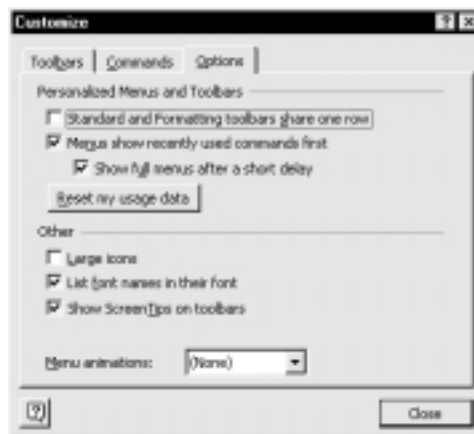 Customize
Toolbars Commands Options
Personalized Menus and Toolbars
Standard and Formatting toolbars share one row
Menus show recently used commands first
Show full menus after a short delay
Reset my usage data
Other
Large icons
List font names in their font
Show ScreenTips on toolbars
Menu animations: (None)
Close